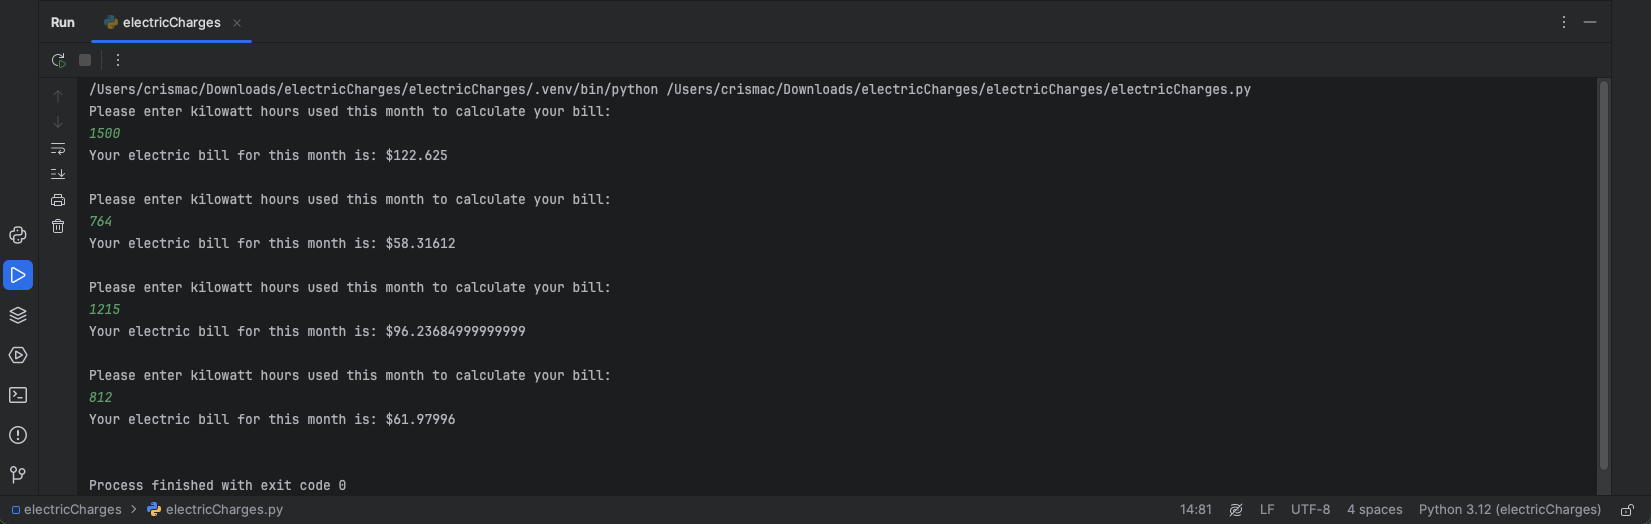 Run electricCharges
/Users/crismac/Downloads/electricCharges/electricCharges/.venv/bin/python /Users/crismac/Downloads/electricCharges/electricCharges/electricCharges.py
Please enter kilowatt hours used this month to calculate your bill:
1500
Your electric bill for this month is: $122.625
Please enter kilowatt hours used this month to calculate your bill:
764
Your electric bill for this month is: $58.31612
Please enter kilowatt hours used this month to calculate your bill:
1215
Your electric bill for this month is: $96.23684999999999
Please enter kilowatt hours used this month to calculate your bill:
812
Your electric bill for this month is: $61.97996
Process finished with exit code 0
electricCharges > electricCharges.py 14:81 LF UTF-8 4 spaces Python 3.12 (electricCharges)